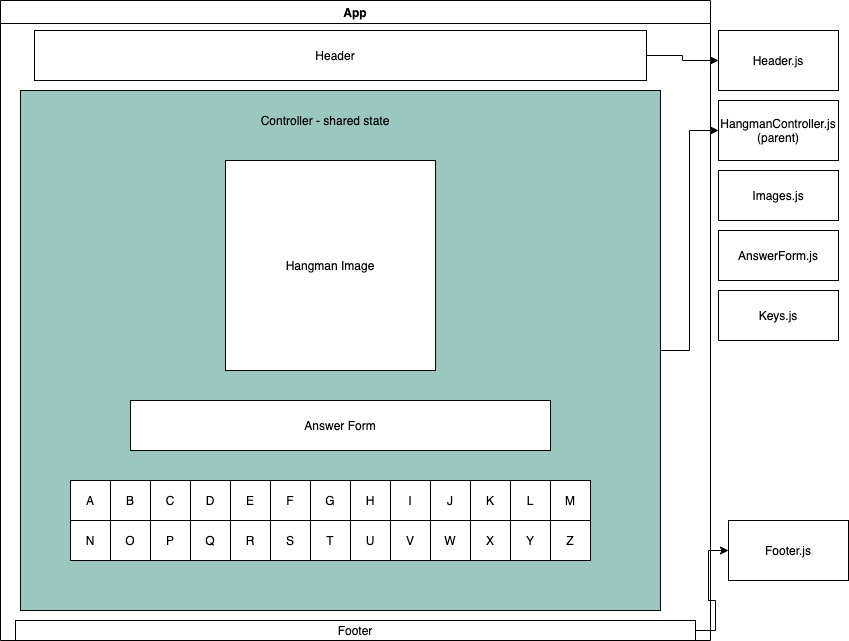 App
Header
Header.js
Controller - shared state
HangmanController.js
(parent)
Images.js
Hangman Image
AnswerForm.js
Keys.js
Answer Form
A B C D E F G H I J K L M
N O P Q R S T U V W X Y Z
Footer.js
Footer